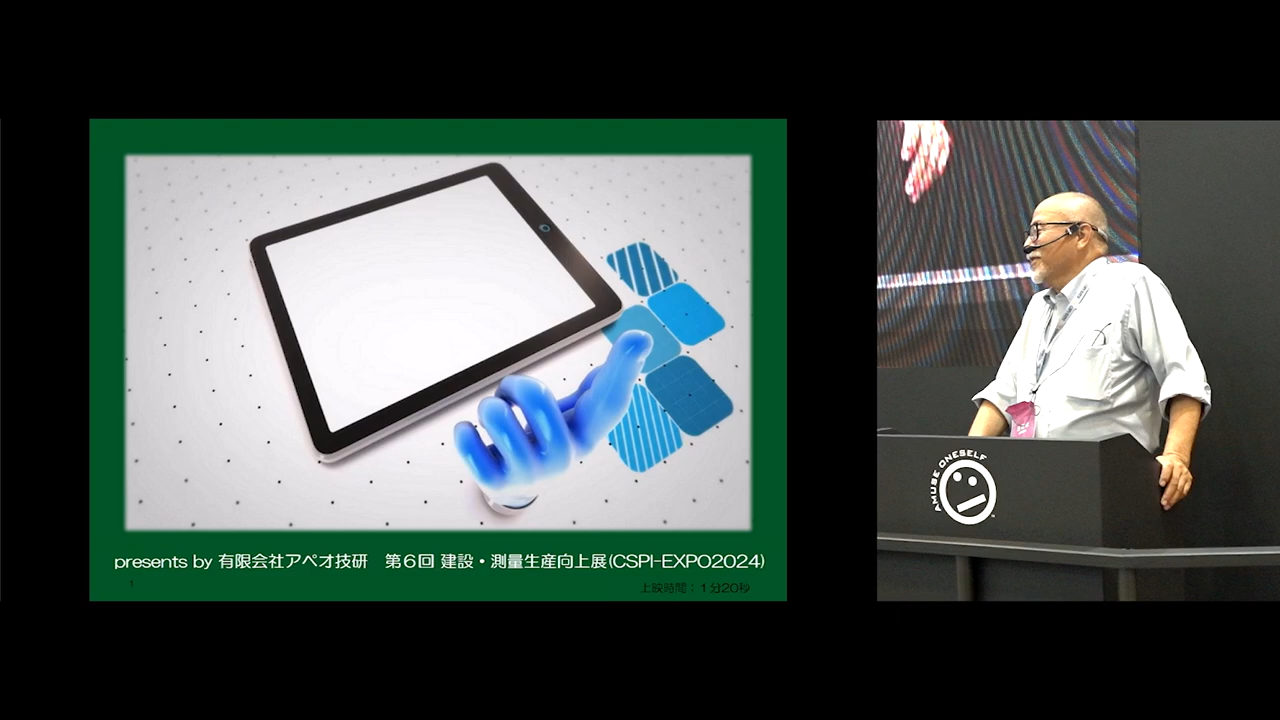 presents by 有限会社アペオ技研　第６回 建設・測量生産向上展(CSPI-EXPO2024)
1
上映時間：１分20秒
AMUSE ONESELF